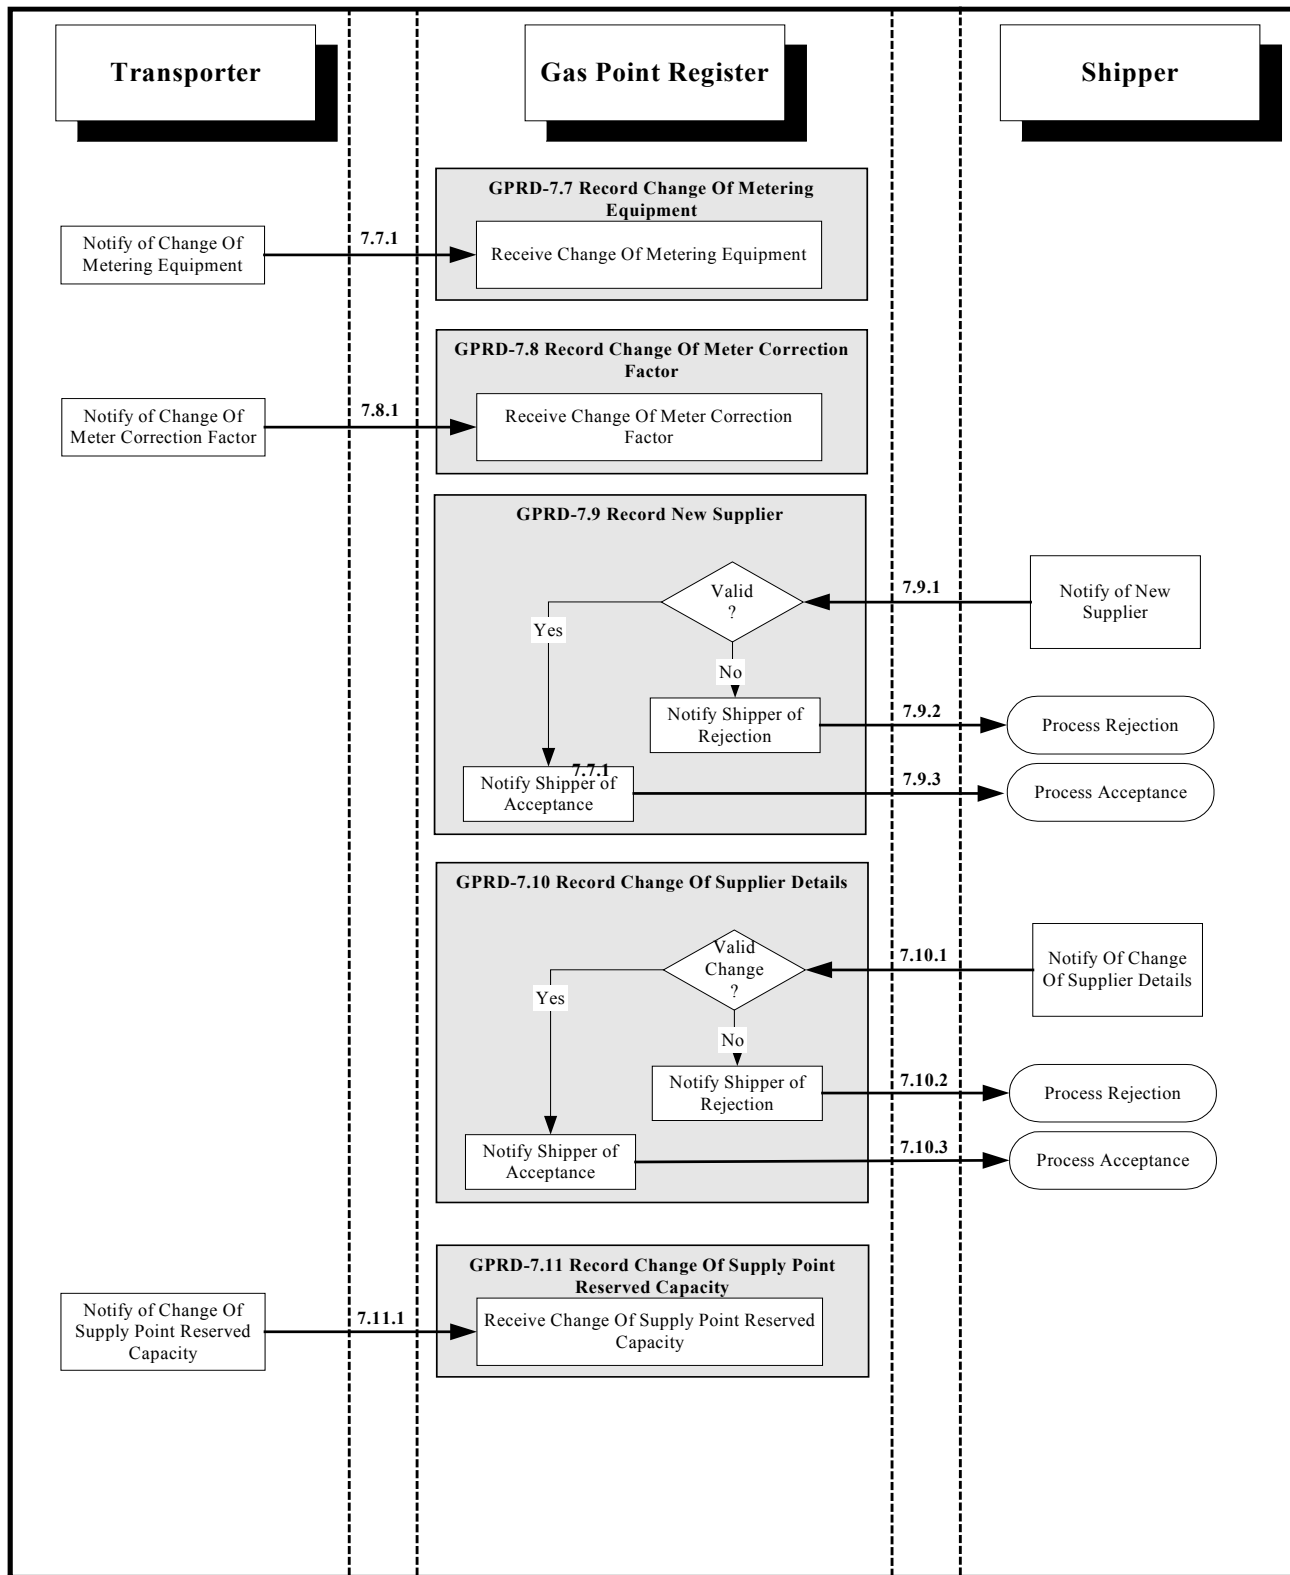 Transporter
Gas Point Register
Shipper
GPRD-7.7 Record Change Of Metering
Equipment
Notify of Change Of
Metering Equipment
7.7.1
Receive Change Of Metering Equipment
GPRD-7.8 Record Change Of Meter Correction
Factor
Notify of Change Of
Meter Correction Factor
7.8.1
Receive Change Of Meter Correction
Factor
GPRD-7.9 Record New Supplier
Valid
?
7.9.1
Notify of New
Supplier
Yes
No
Notify Shipper of
Rejection
7.9.2
Process Rejection
7.7.1
Notify Shipper of
Acceptance
7.9.3
Process Acceptance
GPRD-7.10 Record Change Of Supplier Details
Valid
Change
?
7.10.1
Notify Of Change
Of Supplier Details
Yes
No
Notify Shipper of
Rejection
7.10.2
Process Rejection
Notify Shipper of
Acceptance
7.10.3
Process Acceptance
GPRD-7.11 Record Change Of Supply Point
Reserved Capacity
Notify of Change Of
Supply Point Reserved
Capacity
7.11.1
Receive Change Of Supply Point Reserved
Capacity